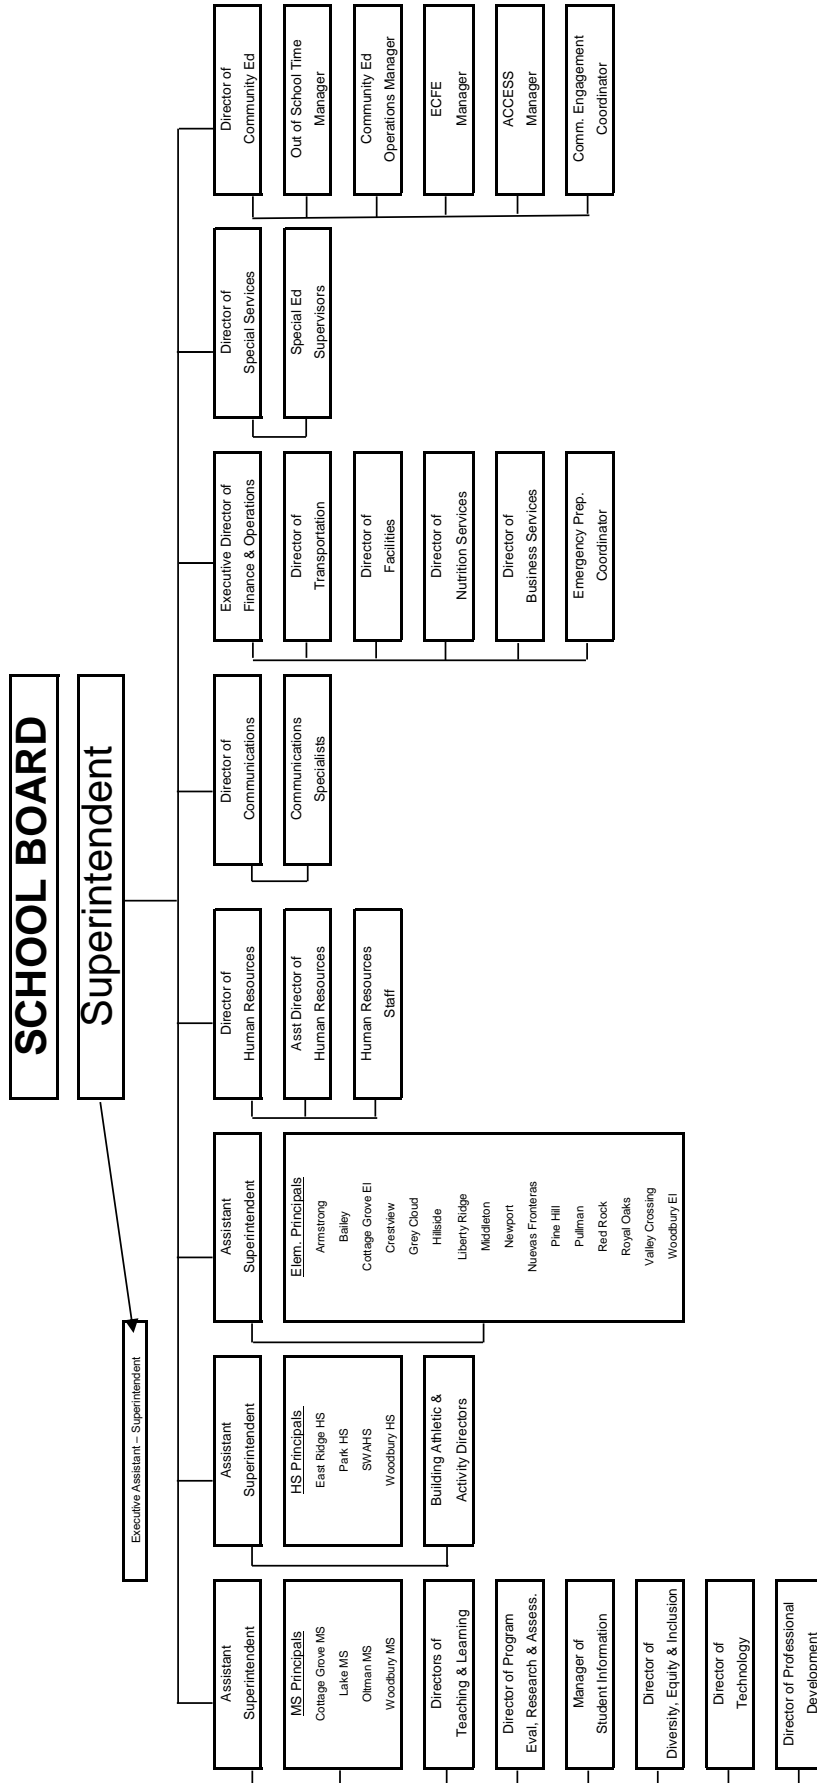 SCHOOL BOARD
Superintendent
Executive Assistant – Superintendent
Assistant
Superintendent
MS Principals
Cottage Grove MS
Lake MS
Oltman MS
Woodbury MS
Directors of
Teaching & Learning
Director of Program
Eval, Research & Assess.
Manager of
Student Information
Director of
Diversity, Equity & Inclusion
Director of
Technology
Director of Professional
Development
Assistant
Superintendent
HS Principals
East Ridge HS
Park HS
SWAHS
Woodbury HS
Building Athletic &
Activity Directors
Assistant
Superintendent
Elem. Principals
Armstrong
Bailey
Cottage Grove El
Crestview
Grey Cloud
Hillside
Liberty Ridge
Middleton
Newport
Nuevas Fronteras
Pine Hill
Pullman
Red Rock
Royal Oaks
Valley Crossing
Woodbury El
Director of
Human Resources
Asst Director of
Human Resources
Human Resources
Staff
Director of
Communications
Communications
Specialists
Executive Director of
Finance & Operations
Director of
Transportation
Director of
Facilities
Director of
Nutrition Services
Director of
Business Services
Emergency Prep.
Coordinator
Director of
Special Services
Special Ed
Supervisors
Director of
Community Ed
Out of School Time
Manager
Community Ed
Operations Manager
ECFE
Manager
ACCESS
Manager
Comm. Engagement
Coordinator